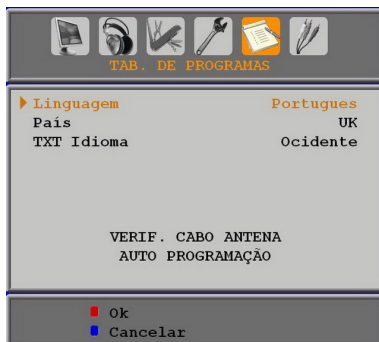 TAB. DE PROGRAMAS
Linguagem Portugues
País UK
TXT Idioma Ocidente
VERIF. CABO ANTENA
AUTO PROGRAMAÇÃO
Ok
Cancelar